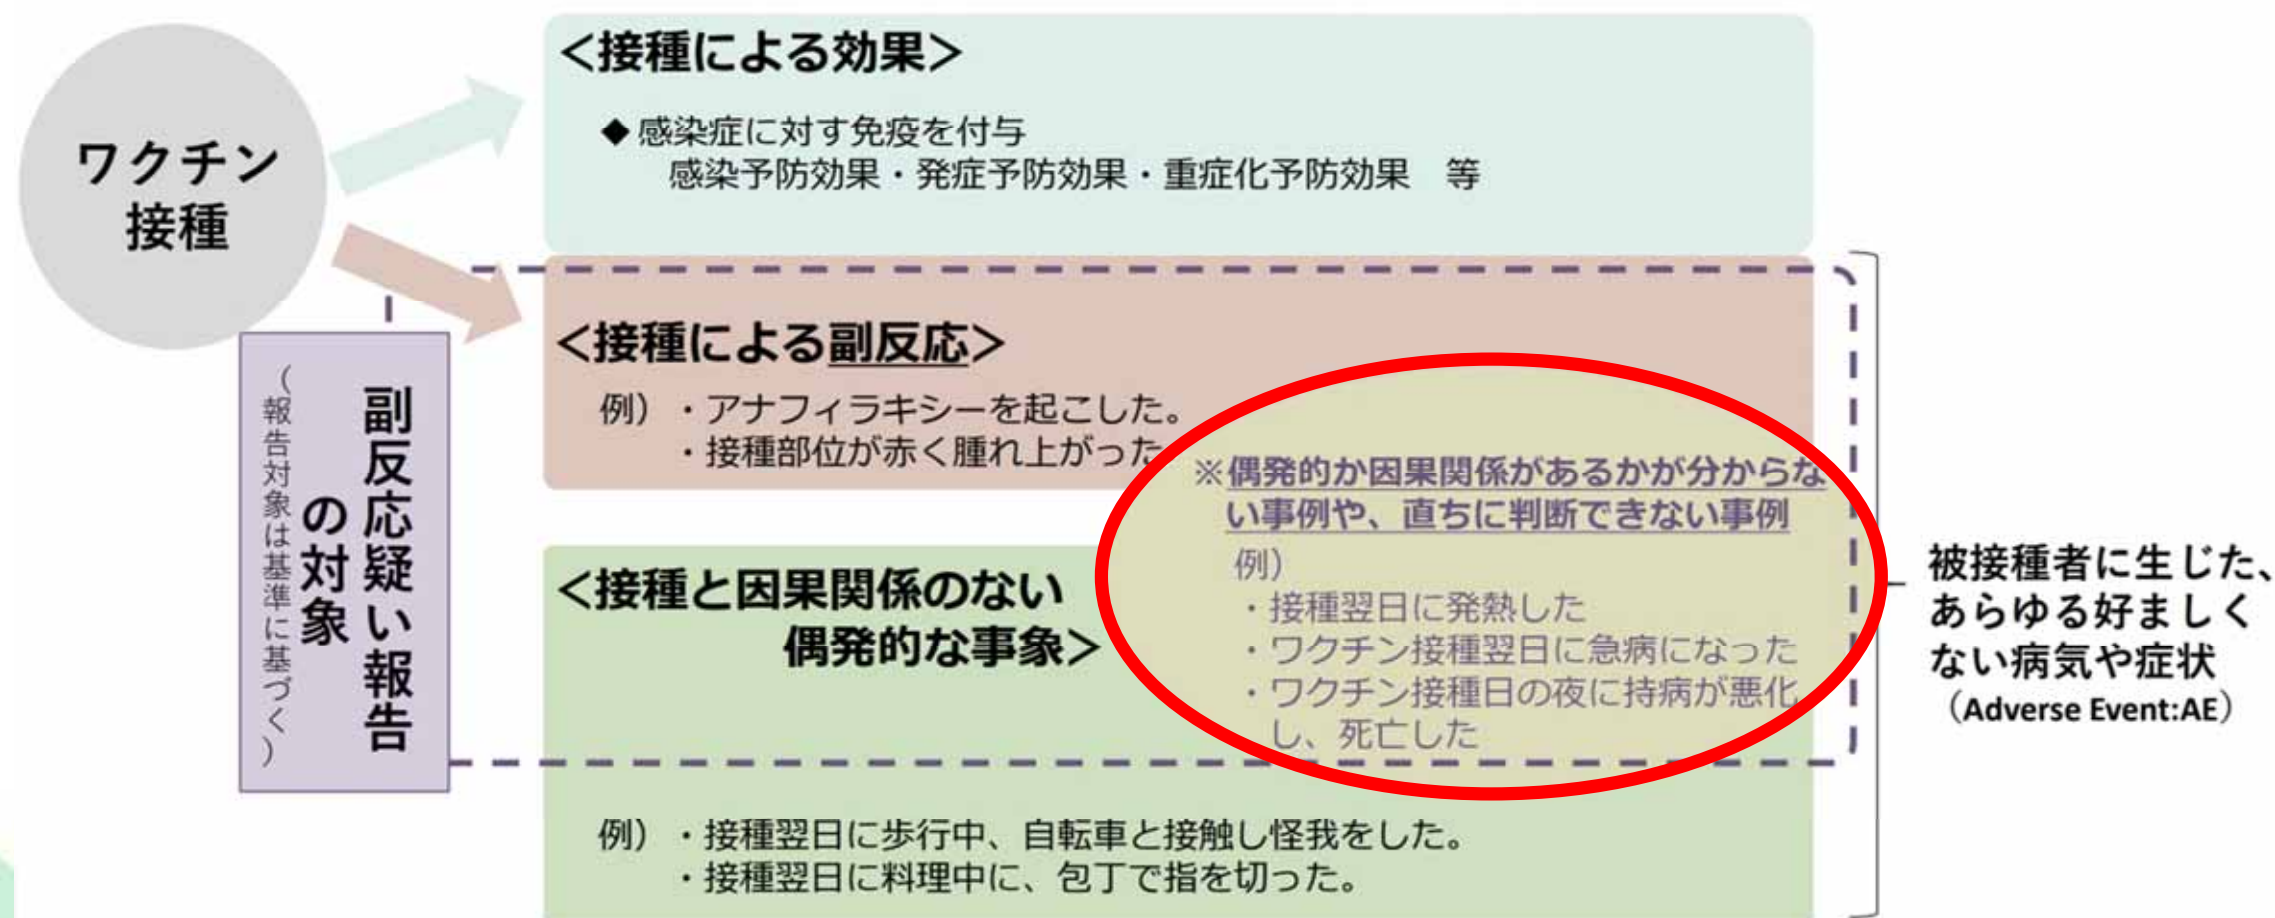 ワクチン
接種
＜接種による効果＞
◆感染症に対す免疫を付与
感染予防効果・発症予防効果・重症化予防効果　等
＜接種による副反応＞
例）・アナフィラキシーを起こした。
・接種部位が赤く腫れ上がった
※偶発的か因果関係があるかが分からな
い事例や、直ちに判断できない事例
例）
・接種翌日に発熱した
・ワクチン接種翌日に急病になった
・ワクチン接種日の夜に持病が悪化
し、死亡した
＜接種と因果関係のない
偶発的な事象＞
例）・接種翌日に歩行中、自転車と接触し怪我をした。
・接種翌日に料理中に、包丁で指を切った。
副反応疑い報告
の対象
（報告対象は基準に基づく）
被接種者に生じた、
あらゆる好ましく
ない病気や症状
（Adverse Event:AE）